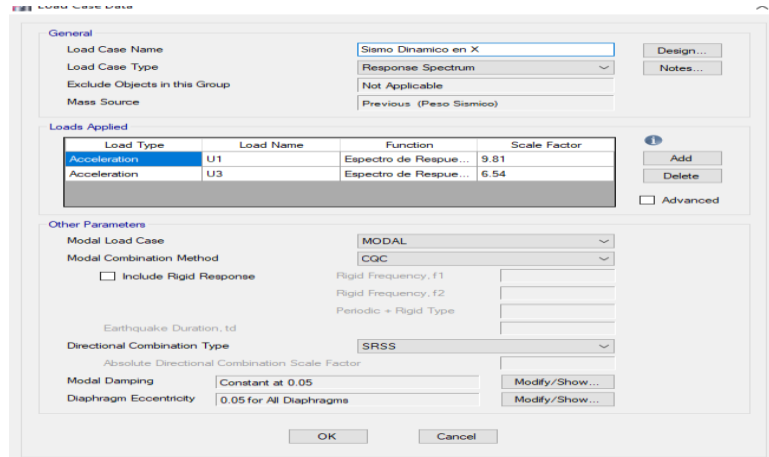 Load Case Data
General
Load Case Name Sismo Dinamico en X Design...
Load Case Type Response Spectrum Notes...
Exclude Objects in this Group Not Applicable
Mass Source Previous (Peso Sismico)
Loads Applied
Load Type Load Name Function Scale Factor
Acceleration U1 Espectro de Respue... 9.81 Add
Acceleration U3 Espectro de Respue... 6.54 Delete
Advanced
Other Parameters
Modal Load Case MODAL
Modal Combination Method CQC
Include Rigid Response Rigid Frequency, f1
Rigid Frequency, f2
Periodic + Rigid Type
Earthquake Duration, td
Directional Combination Type SRSS
Absolute Directional Combination Scale Factor
Modal Damping Constant at 0.05 Modify/Show...
Diaphragm Eccentricity 0.05 for All Diaphragms Modify/Show...
OK Cancel